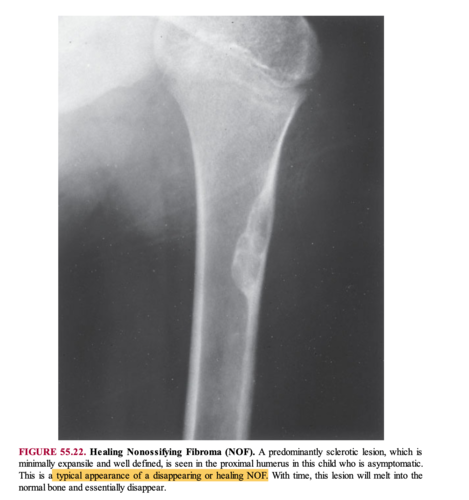 FIGURE 55.22. Healing Nonossifying Fibroma (NOF). A predominantly sclerotic lesion, which is
minimally expansile and well defined, is seen in the proximal humerus in this child who is asymptomatic.
This is a typical appearance of a disappearing or healing NOF. With time, this lesion will melt into the
normal bone and essentially disappear.